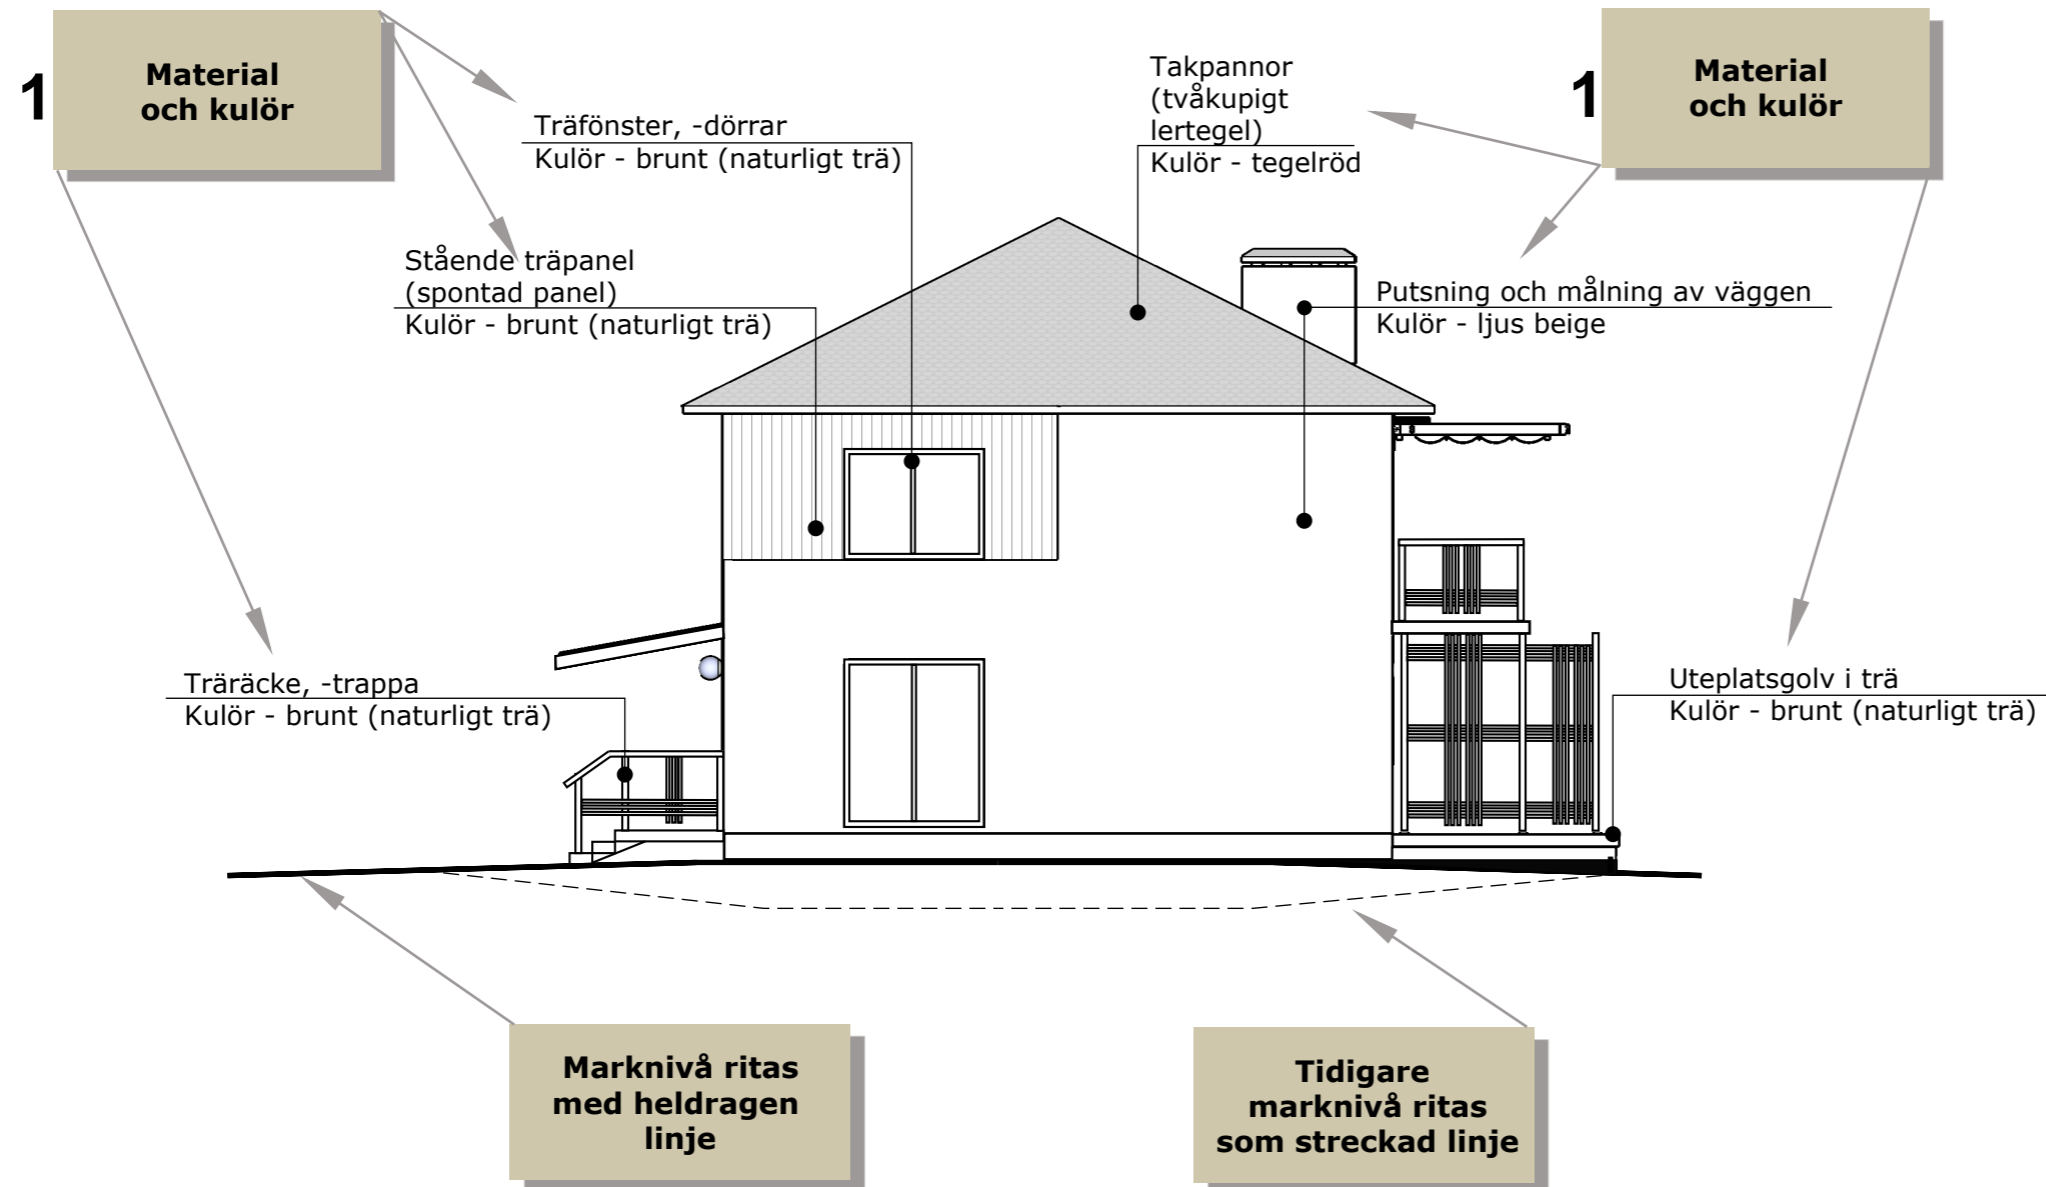 1
Material
och kulör
Träfönster, -dörrar
Kulör - brunt (naturligt trä)
Takpannor
(tvåkupigt
lertegel)
Kulör - tegelröd
1
Material
och kulör
Stående träpanel
(spontad panel)
Kulör - brunt (naturligt trä)
Putsning och målning av väggen
Kulör - ljus beige
Träräcke, -trappa
Kulör - brunt (naturligt trä)
Uteplatsgolv i trä
Kulör - brunt (naturligt trä)
Marknivå ritas
med heldragen
linje
Tidigare
marknivå ritas
som streckad linje